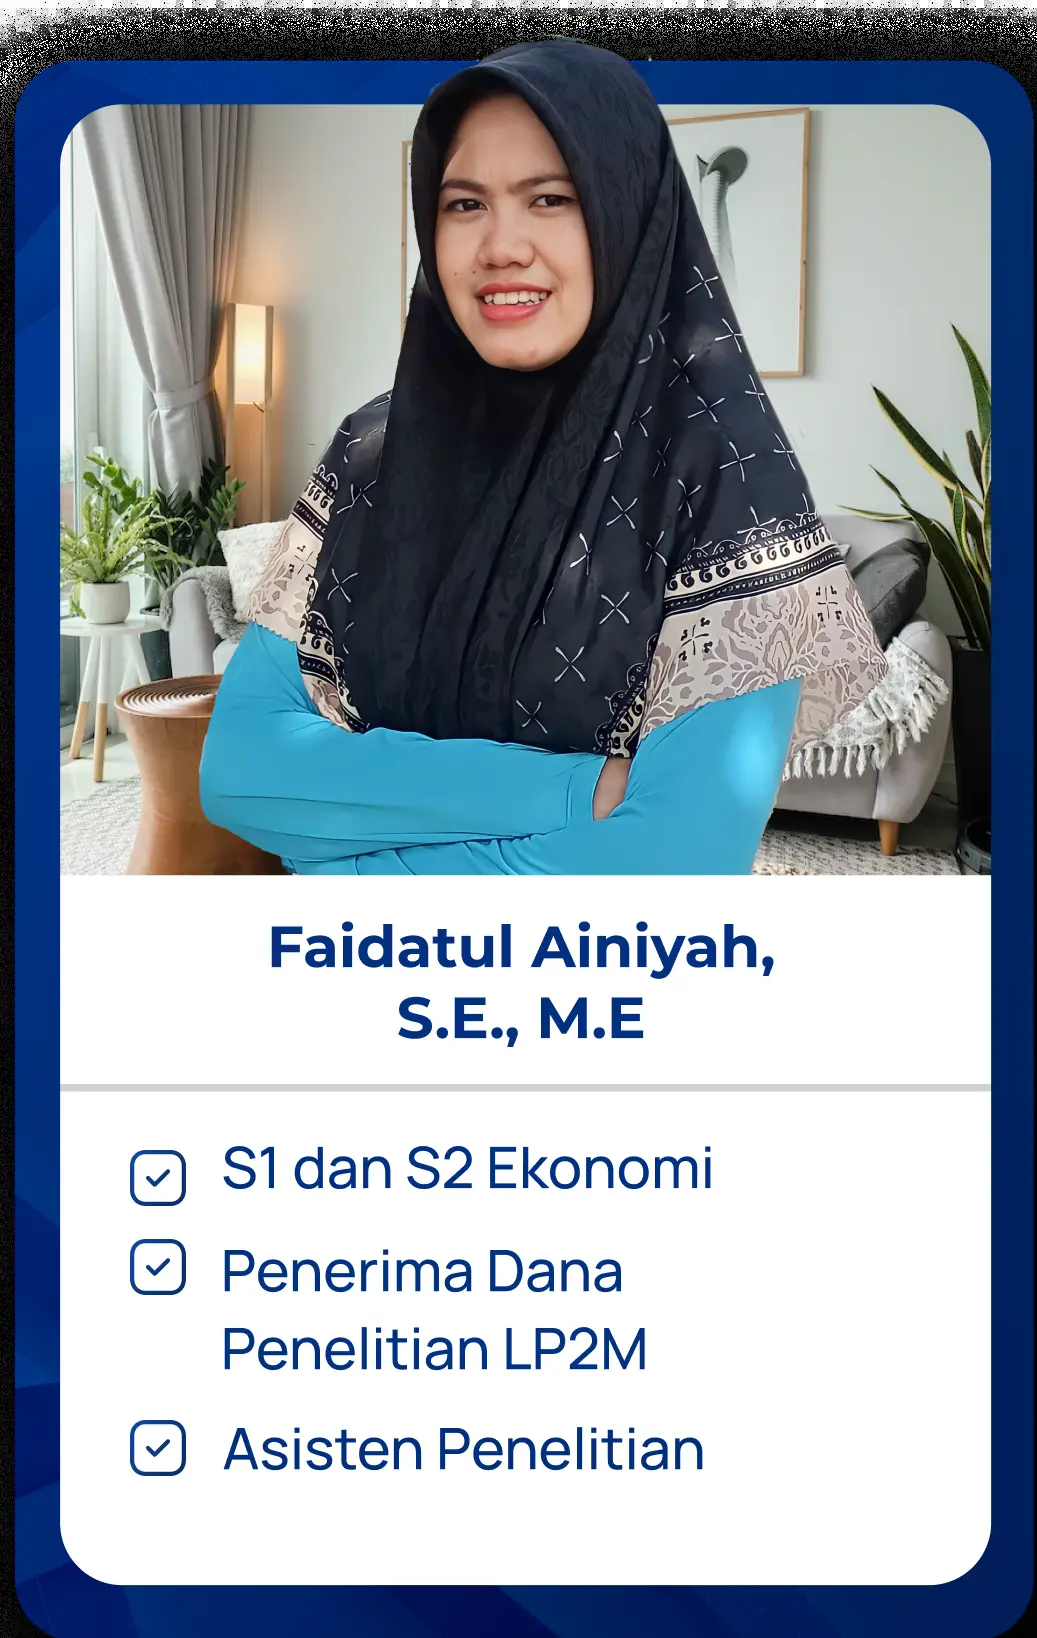 Faidatul Ainiyah,
S.E., M.E
S1 dan S2 Ekonomi
Penerima Dana
Penelitian LP2M
Asisten Penelitian